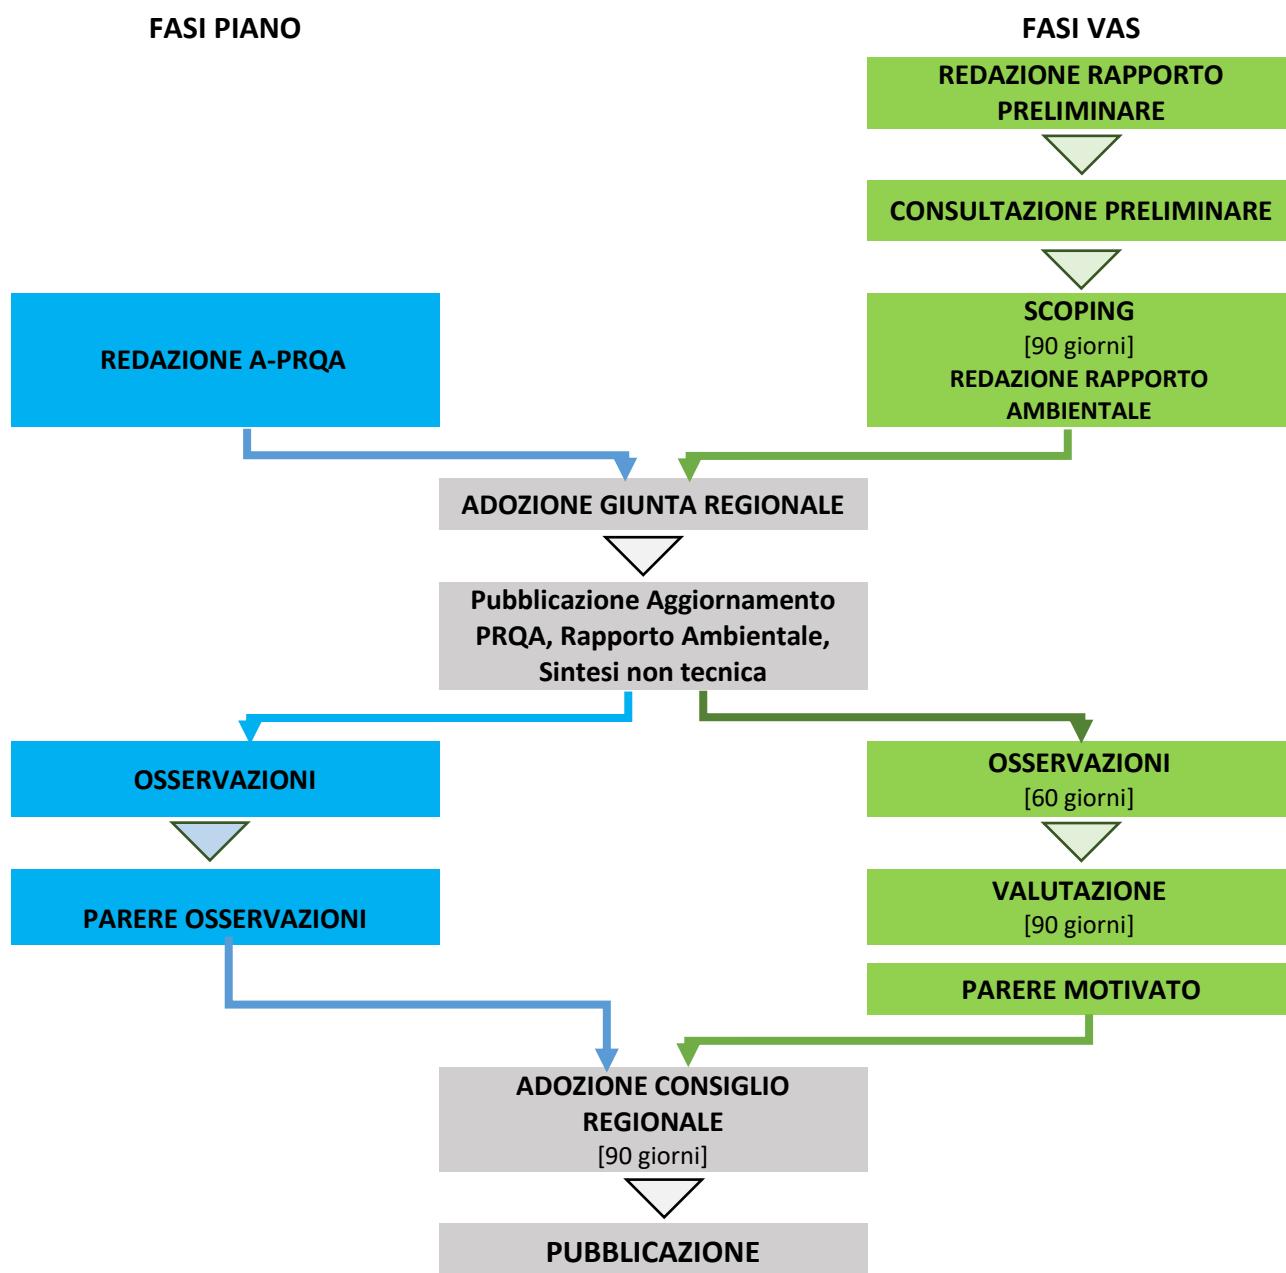 FASI PIANO
FASI VAS
REDAZIONE RAPPORTO
PRELIMINARE
CONSULTAZIONE PRELIMINARE
REDAZIONE A-PRQA
SCOPING
[90 giorni]
REDAZIONE RAPPORTO
AMBIENTALE
ADOZIONE GIUNTA REGIONALE
Pubblicazione Aggiornamento
PRQA, Rapporto Ambientale,
Sintesi non tecnica
OSSERVAZIONI
OSSERVAZIONI
[60 giorni]
PARERE OSSERVAZIONI
VALUTAZIONE
[90 giorni]
PARERE MOTIVATO
ADOZIONE CONSIGLIO
REGIONALE
[90 giorni]
PUBBLICAZIONE